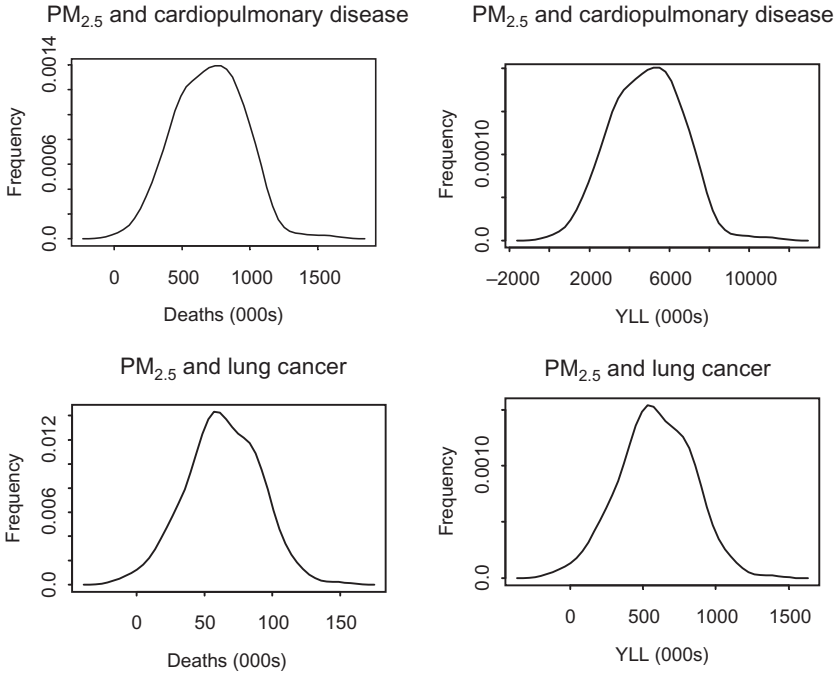 PM2.5 and cardiopulmonary disease
Frequency
0.0 0.0006 0.0014
0 500 1000 1500
Deaths (000s)
PM2.5 and cardiopulmonary disease
Frequency
0.0 0.00010
−2000 2000 6000 10000
YLL (000s)
PM2.5 and lung cancer
Frequency
0.0 0.006 0.012
0 50 100 150
Deaths (000s)
PM2.5 and lung cancer
Frequency
0.0 0.0010
0 500 1000 1500
YLL (000s)